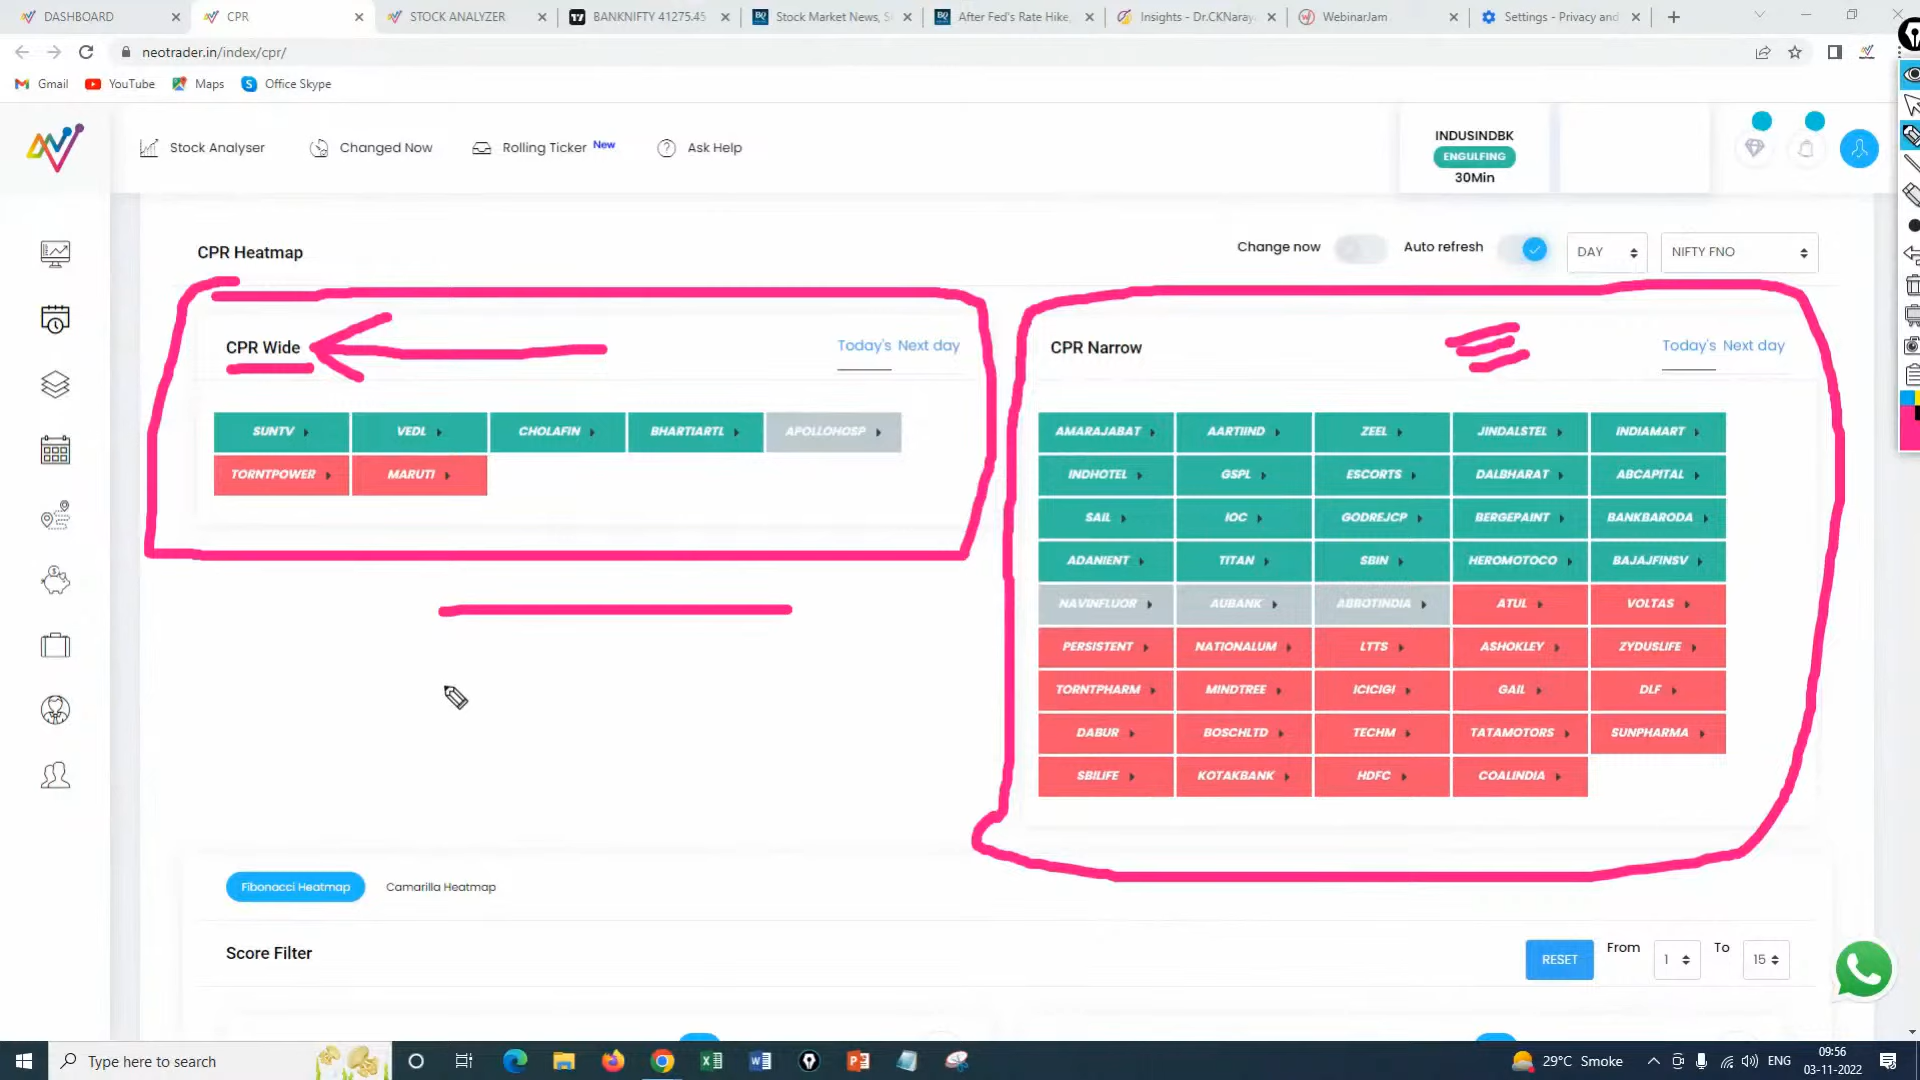 DASHBOARD
CPR
STOCK ANALYZER
BANKNIFTY 41275.45
Stock Market News, S
After Fed's Rate Hike,
Insights - Dr.CKNaray
WebinarJam
Settings - Privacy and
neotrader.in/index/cpr/
Gmail
YouTube
Maps
Office Skype
Stock Analyser
Changed Now
Rolling Ticker New
Ask Help
INDUSINDBK
ENGULFING
30Min
CPR Heatmap
Change now
Auto refresh
DAY
NIFTY FNO
CPR Wide
Today's Next day
SUNTV VEDL CHOLAFIN BHARTIARTL APOLLOHOSP
TORNTPOWER MARUTI
CPR Narrow
Today's Next day
AMARAJABAT AARTIIND ZEEL JINDALSTEL INDIAMART
INDHOTEL GSPL ESCORTS DALBHARAT ABCAPITAL
SAIL IOC GODREJCP BERGEPAINT BANKBARODA
ADANIENT TITAN SBIN HEROMOTOCO BAJAJFINSV
NAVINFLUOR AUBANK ABBOTINDIA ATUL VOLTAS
PERSISTENT NATIONALUM LTTS ASHOKLEY ZYDUSLIFE
TORNTPHARM MINDTREE ICICIGI GAIL DLF
DABUR BOSCHLTD TECHM TATAMOTORS SUNPHARMA
SBILIFE KOTAKBANK HDFC COALINDIA
Fibonacci Heatmap
Camarilla Heatmap
Score Filter
RESET
From
1
To
15
Type here to search
29°C Smoke
ENG
09:56
03-11-2022